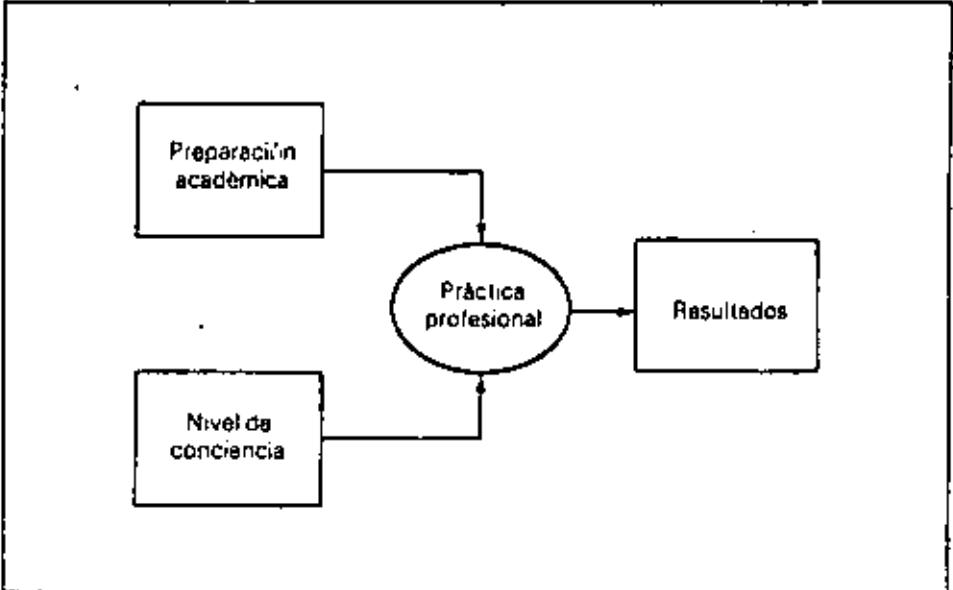 Preparación
académica
Práctica
profesional
Resultados
Nivel de
conciencia